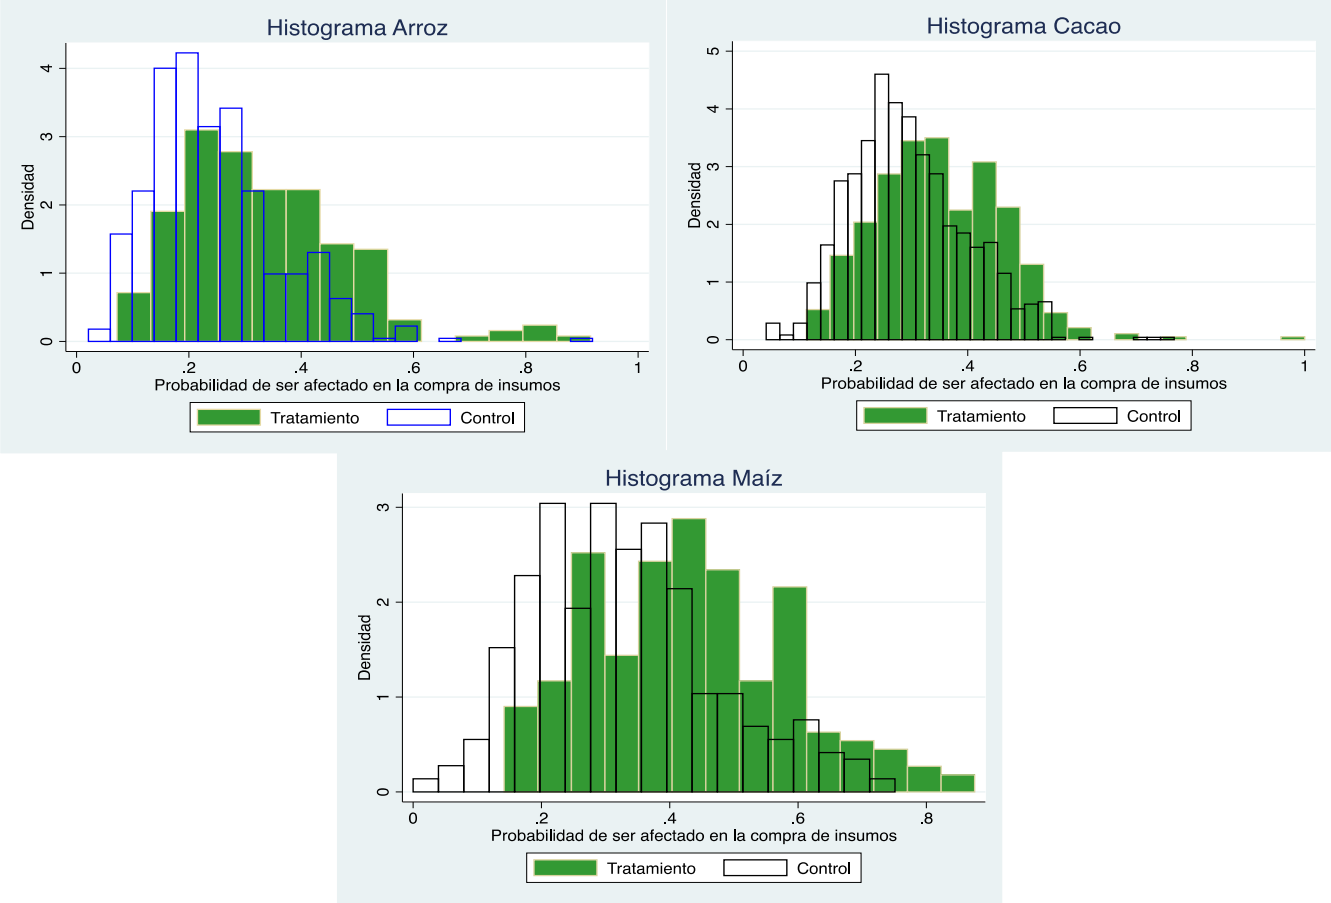 Histograma Arroz
Densidad
4
3
2
1
0
0 .2 .4 .6 .8 1
Probabilidad de ser afectado en la compra de insumos
Tratamiento Control
Histograma Cacao
Densidad
5
4
3
2
1
0
0 .2 .4 .6 .8 1
Probabilidad de ser afectado en la compra de insumos
Tratamiento Control
Histograma Maíz
Densidad
3
2
1
0
0 .2 .4 .6 .8
Probabilidad de ser afectado en la compra de insumos
Tratamiento Control